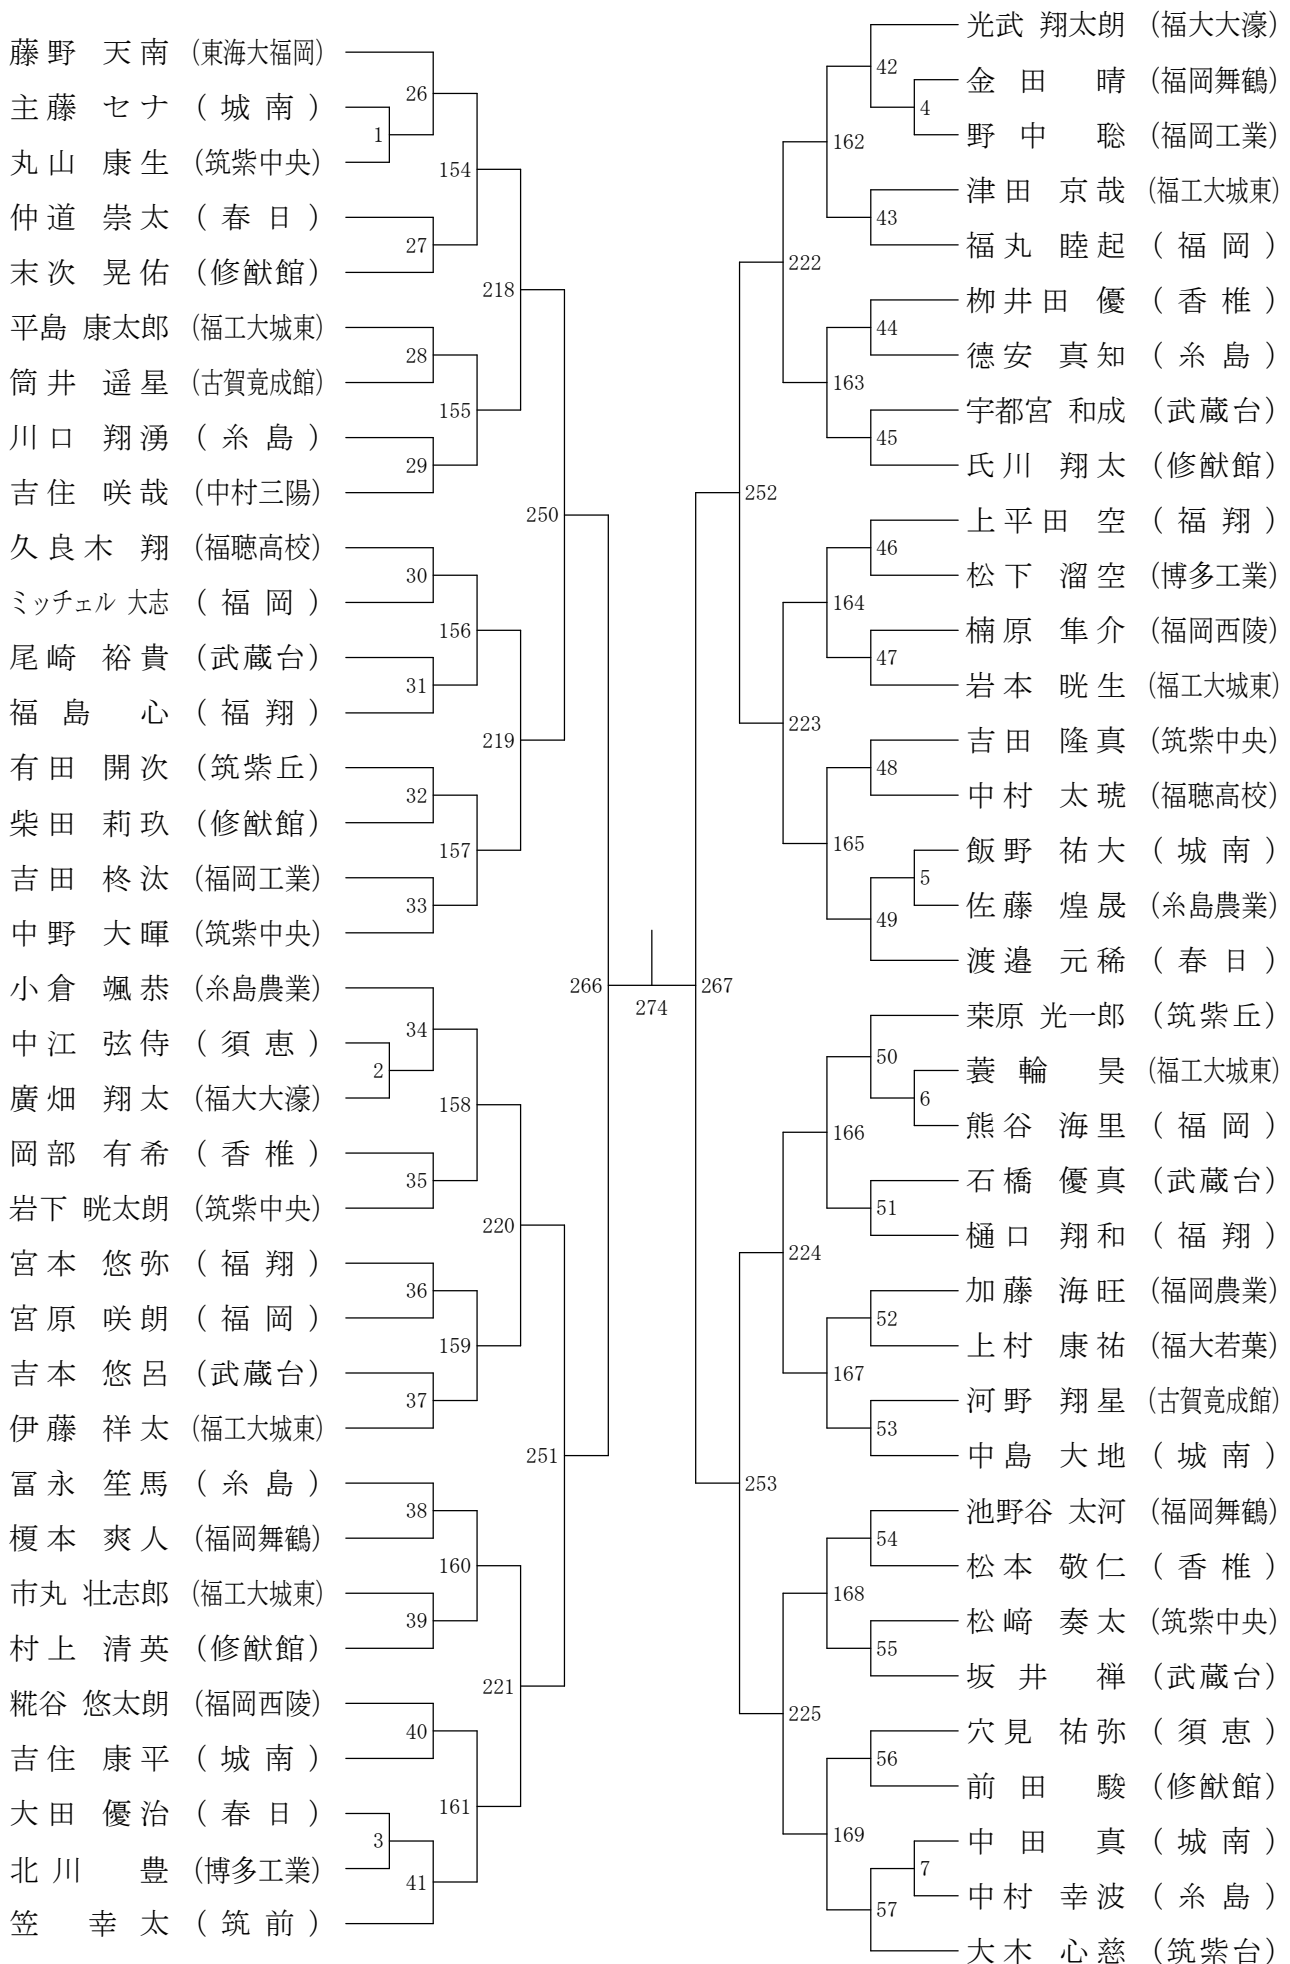 藤野 天南 (東海大福岡)
主藤 セナ (城南)
丸山 康生 (筑紫中央)
仲道 崇太 (春日)
末次 晃佑 (修猷館)
平島 康太郎 (福工大城東)
筒井 遥星 (古賀竟成館)
川口 翔湧 (糸島)
吉住 咲哉 (中村三陽)
久良木 翔 (福聴高校)
ミッチェル 大志 (福岡)
尾崎 裕貴 (武蔵台)
福島 心 (福翔)
有田 開次 (筑紫丘)
柴田 莉玖 (修猷館)
吉田 柊汰 (福岡工業)
中野 大暉 (筑紫中央)
小倉 颯恭 (糸島農業)
中江 弦侍 (須恵)
廣畑 翔太 (福大大濠)
岡部 有希 (香椎)
岩下 晄太朗 (筑紫中央)
宮本 悠弥 (福翔)
宮原 咲朗 (福岡)
吉本 悠呂 (武蔵台)
伊藤 祥太 (福工大城東)
冨永 笙馬 (糸島)
榎本 爽人 (福岡舞鶴)
市丸 壮志郎 (福工大城東)
村上 清英 (修猷館)
糀谷 悠太朗 (福岡西陵)
吉住 康平 (城南)
大田 優治 (春日)
北川 豊 (博多工業)
笠 幸太 (筑前)
1
2
3
26
27
28
29
30
31
32
33
34
35
36
37
38
39
40
41
154
155
156
157
158
159
160
161
218
219
220
221
250
251
266
274
267
252
253
222
223
224
225
162
163
164
165
166
167
168
169
42
43
44
45
46
47
48
49
50
51
52
53
54
55
56
57
4
5
6
7
光武 翔太朗 (福大大濠)
金田 晴 (福岡舞鶴)
野中 聡 (福岡工業)
津田 京哉 (福工大城東)
福丸 睦起 (福岡)
栁井田 優 (香椎)
德安 真知 (糸島)
宇都宮 和成 (武蔵台)
氏川 翔太 (修猷館)
上平田 空 (福翔)
松下 溜空 (博多工業)
楠原 隼介 (福岡西陵)
岩本 晄生 (福工大城東)
吉田 隆真 (筑紫中央)
中村 太琥 (福聴高校)
飯野 祐大 (城南)
佐藤 煌晟 (糸島農業)
渡邉 元稀 (春日)
桒原 光一郎 (筑紫丘)
蓑輪 昊 (福工大城東)
熊谷 海里 (福岡)
石橋 優真 (武蔵台)
樋口 翔和 (福翔)
加藤 海旺 (福岡農業)
上村 康祐 (福大若葉)
河野 翔星 (古賀竟成館)
中島 大地 (城南)
池野谷 太河 (福岡舞鶴)
松本 敬仁 (香椎)
松﨑 奏太 (筑紫中央)
坂井 禅 (武蔵台)
穴見 祐弥 (須恵)
前田 駿 (修猷館)
中田 真 (城南)
中村 幸波 (糸島)
大木 心慈 (筑紫台)